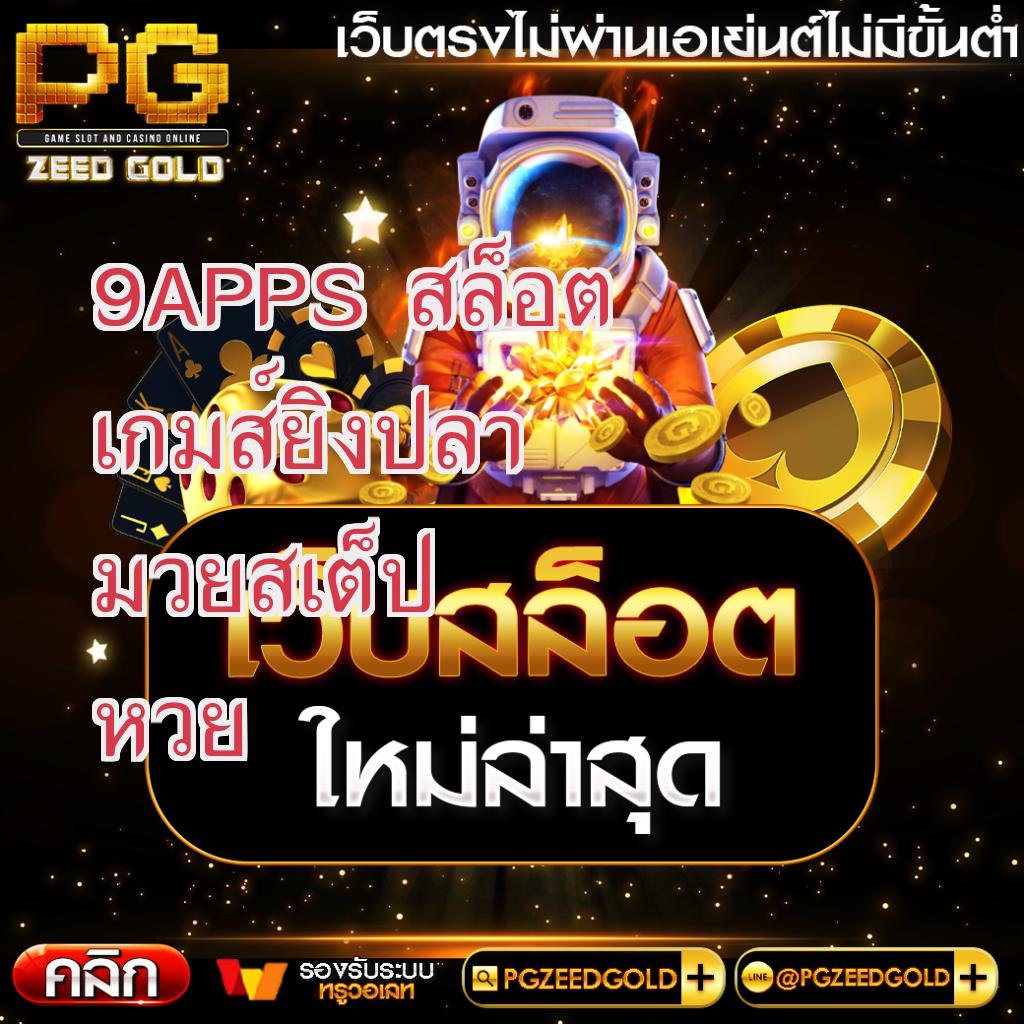 เว็บตรงไม่ผ่านเอเย่นต์ไม่มีขั้นต่ำ
PG
GAME SLOT AND CASINO ONLINE
ZEED GOLD
9APPS สล็อต
เกมส์ยิงปลา
มวยสเต็ป
เว็บสล็อต
หวย
ใหม่ล่าสุด
คลิก
รองรับระบบ
ทรูวอเลท
PGZEEDGOLD +
LINE @PGZEEDGOLD +